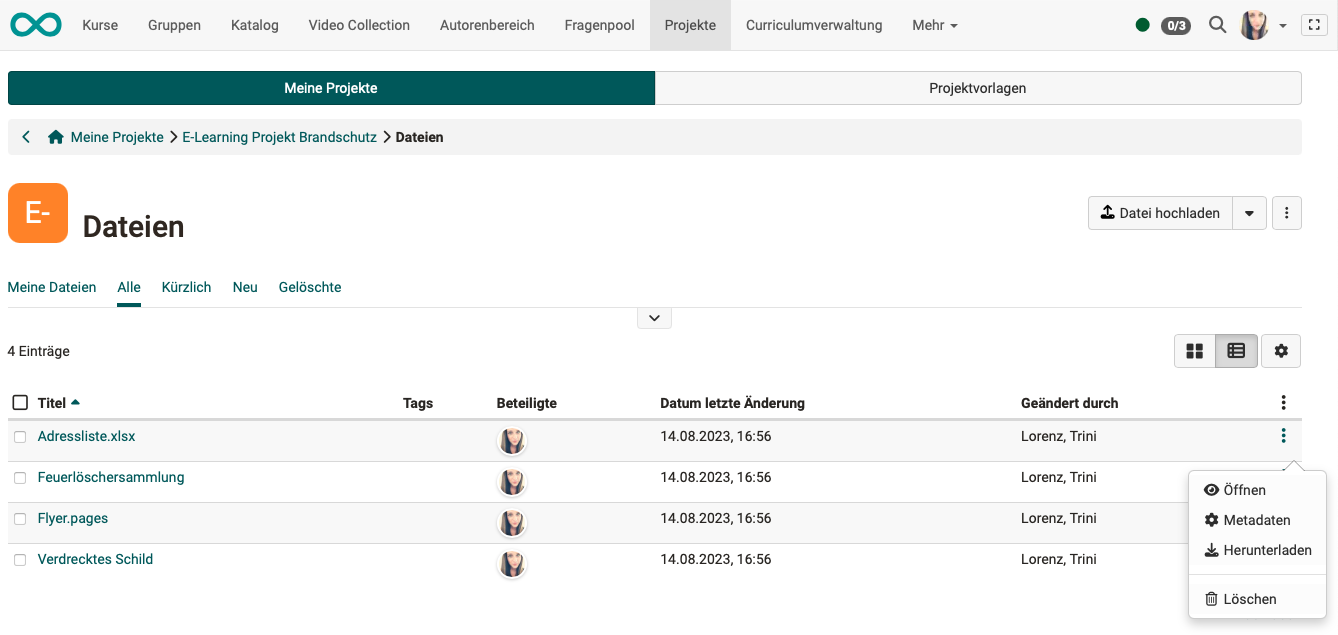 Kurse Gruppen Katalog Video Collection Autorenbereich Fragenpool Projekte Curriculumverwaltung Mehr 0/3
Meine Projekte Projektvorlagen
Meine Projekte E-Learning Projekt Brandschutz Dateien
E-
Dateien
Datei hochladen
Meine Dateien Alle Kürzlich Neu Gelöschte
4 Einträge
Titel Tags Beteiligte Datum letzte Änderung Geändert durch
Adressliste.xlsx 14.08.2023, 16:56 Lorenz, Trini
Feuerlöschersammlung 14.08.2023, 16:56 Lorenz, Trini
Flyer.pages 14.08.2023, 16:56 Lorenz, Trini
Verdrecktes Schild 14.08.2023, 16:56 Lorenz, Trini
Öffnen
Metadaten
Herunterladen
Löschen